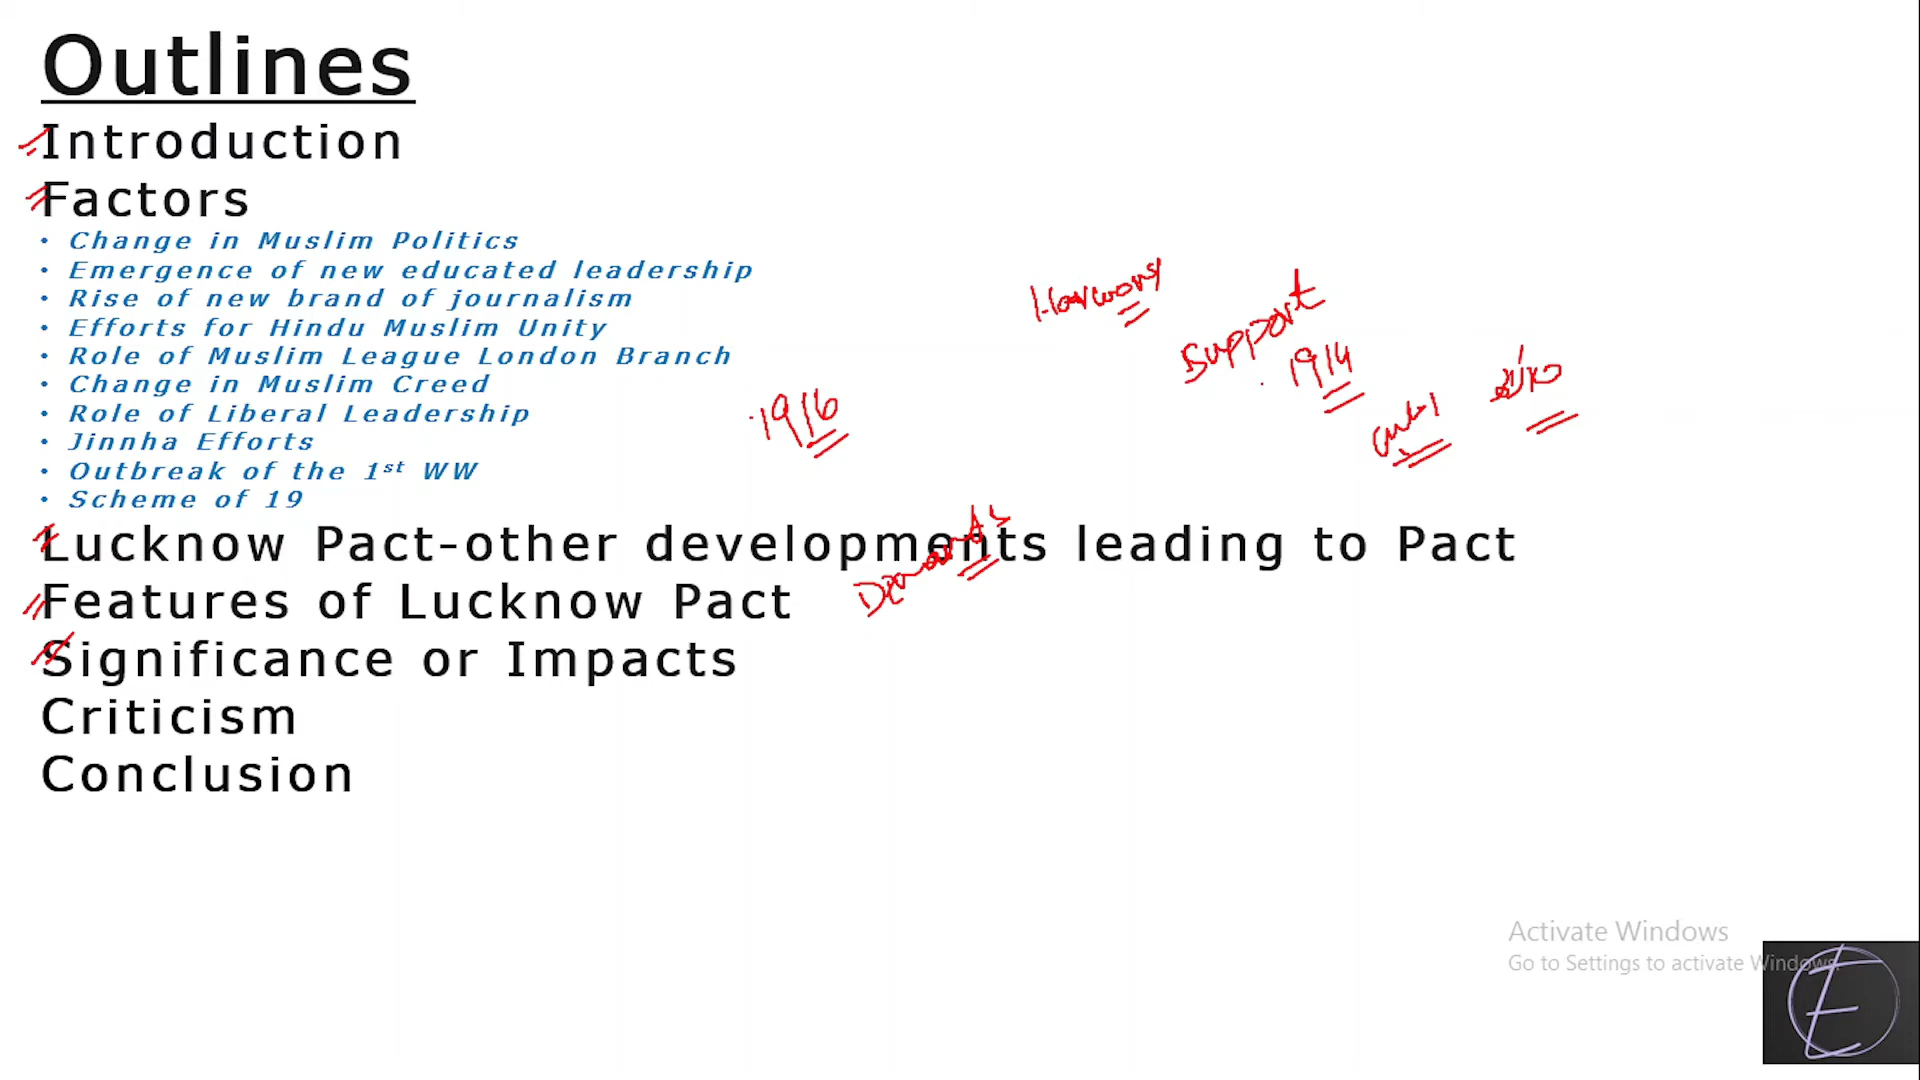 Outlines
Introduction
Factors
• Change in Muslim Politics
• Emergence of new educated leadership
• Rise of new brand of journalism
• Efforts for Hindu Muslim Unity
• Role of Muslim League London Branch
• Change in Muslim Creed
• Role of Liberal Leadership
• Jinnha Efforts
• Outbreak of the 1st WW
• Scheme of 19
Harmony
Support
1914
1916
Lucknow Pact-other developments leading to Pact
Demands
Features of Lucknow Pact
Significance or Impacts
Criticism
Conclusion
Activate Windows
Go to Settings to activate Windows.
E